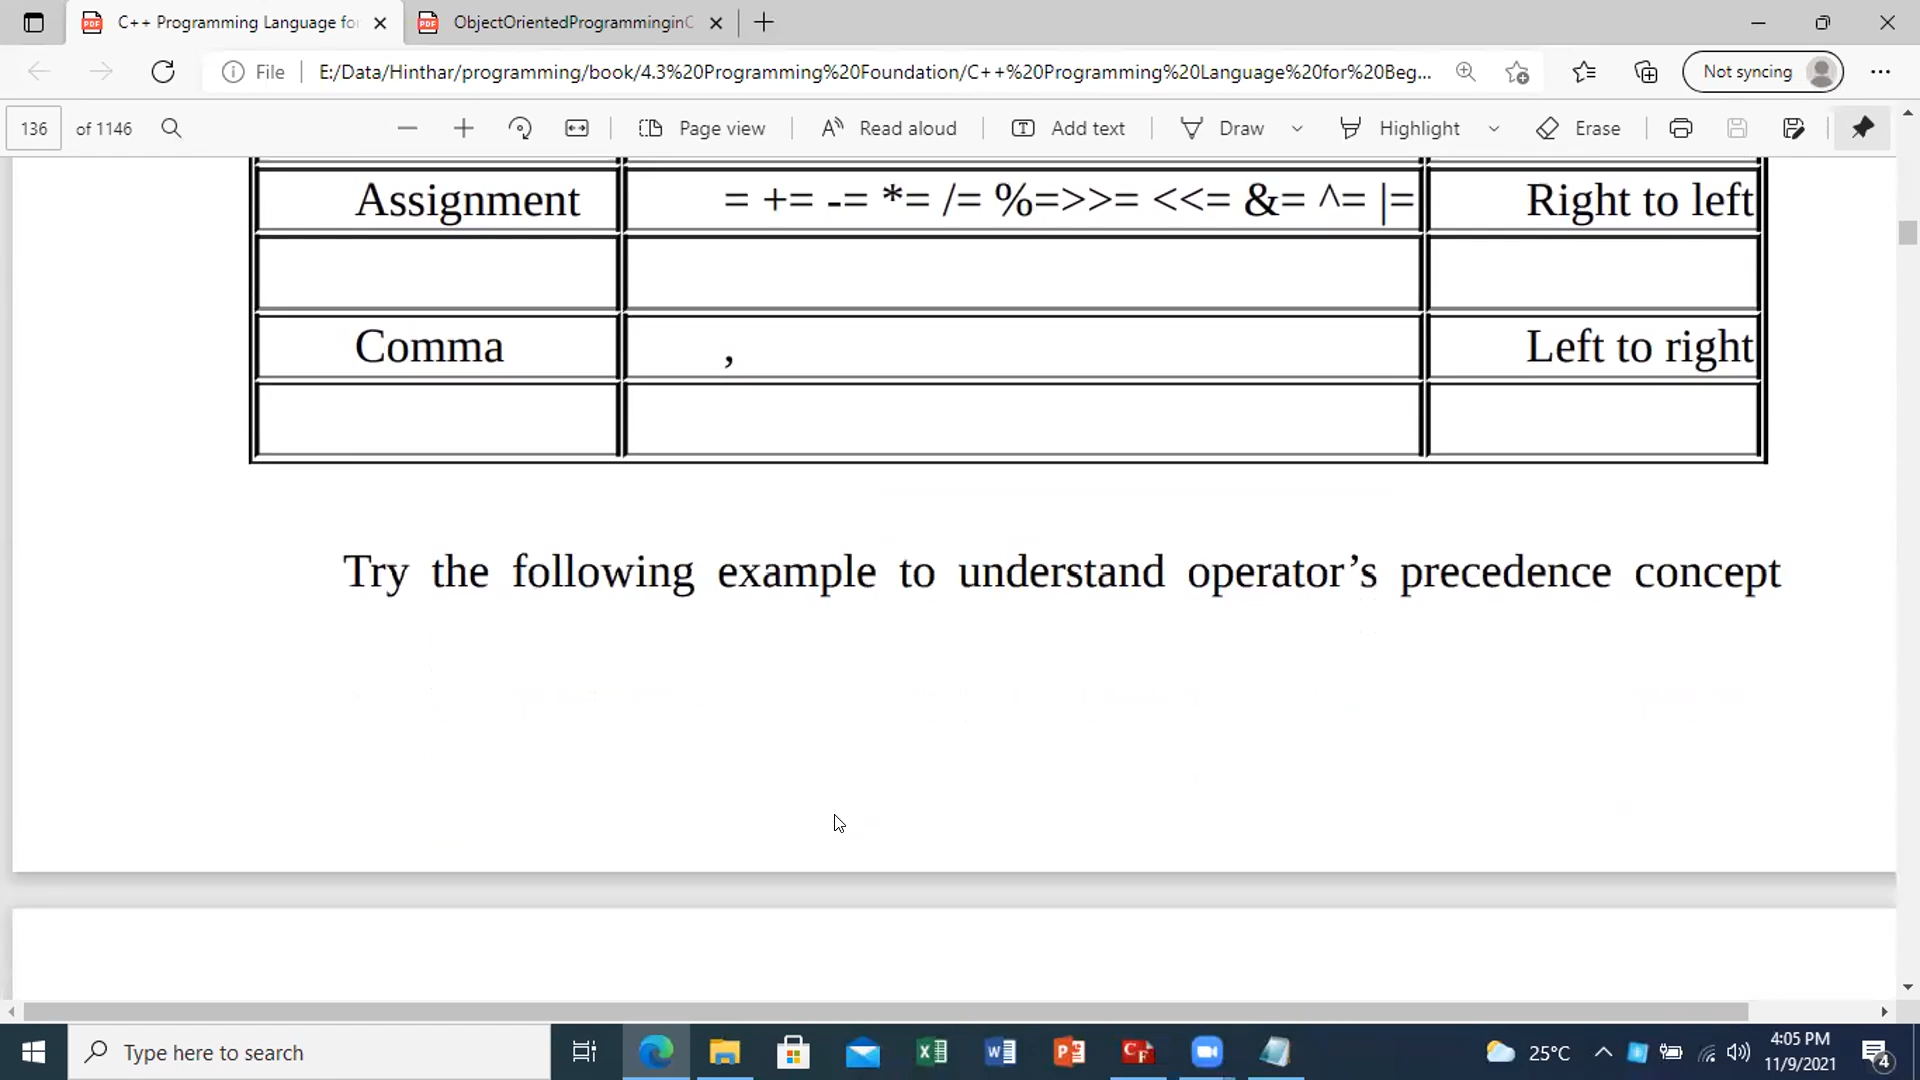 C++ Programming Language fo
ObjectOrientedProgramminginC
File
E:/Data/Hinthar/programming/book/4.3%20Programming%20Foundation/C++%20Programming%20Language%20for%20Beg...
Not syncing
136
of 1146
Page view
Read aloud
Add text
Draw
Highlight
Erase
Assignment
= += -= *= /= %=>>= <<= &= ^= |=
Right to left
Comma
,
Left to right
Try the following example to understand operator’s precedence concept
Type here to search
25°C
4:05 PM
11/9/2021
4